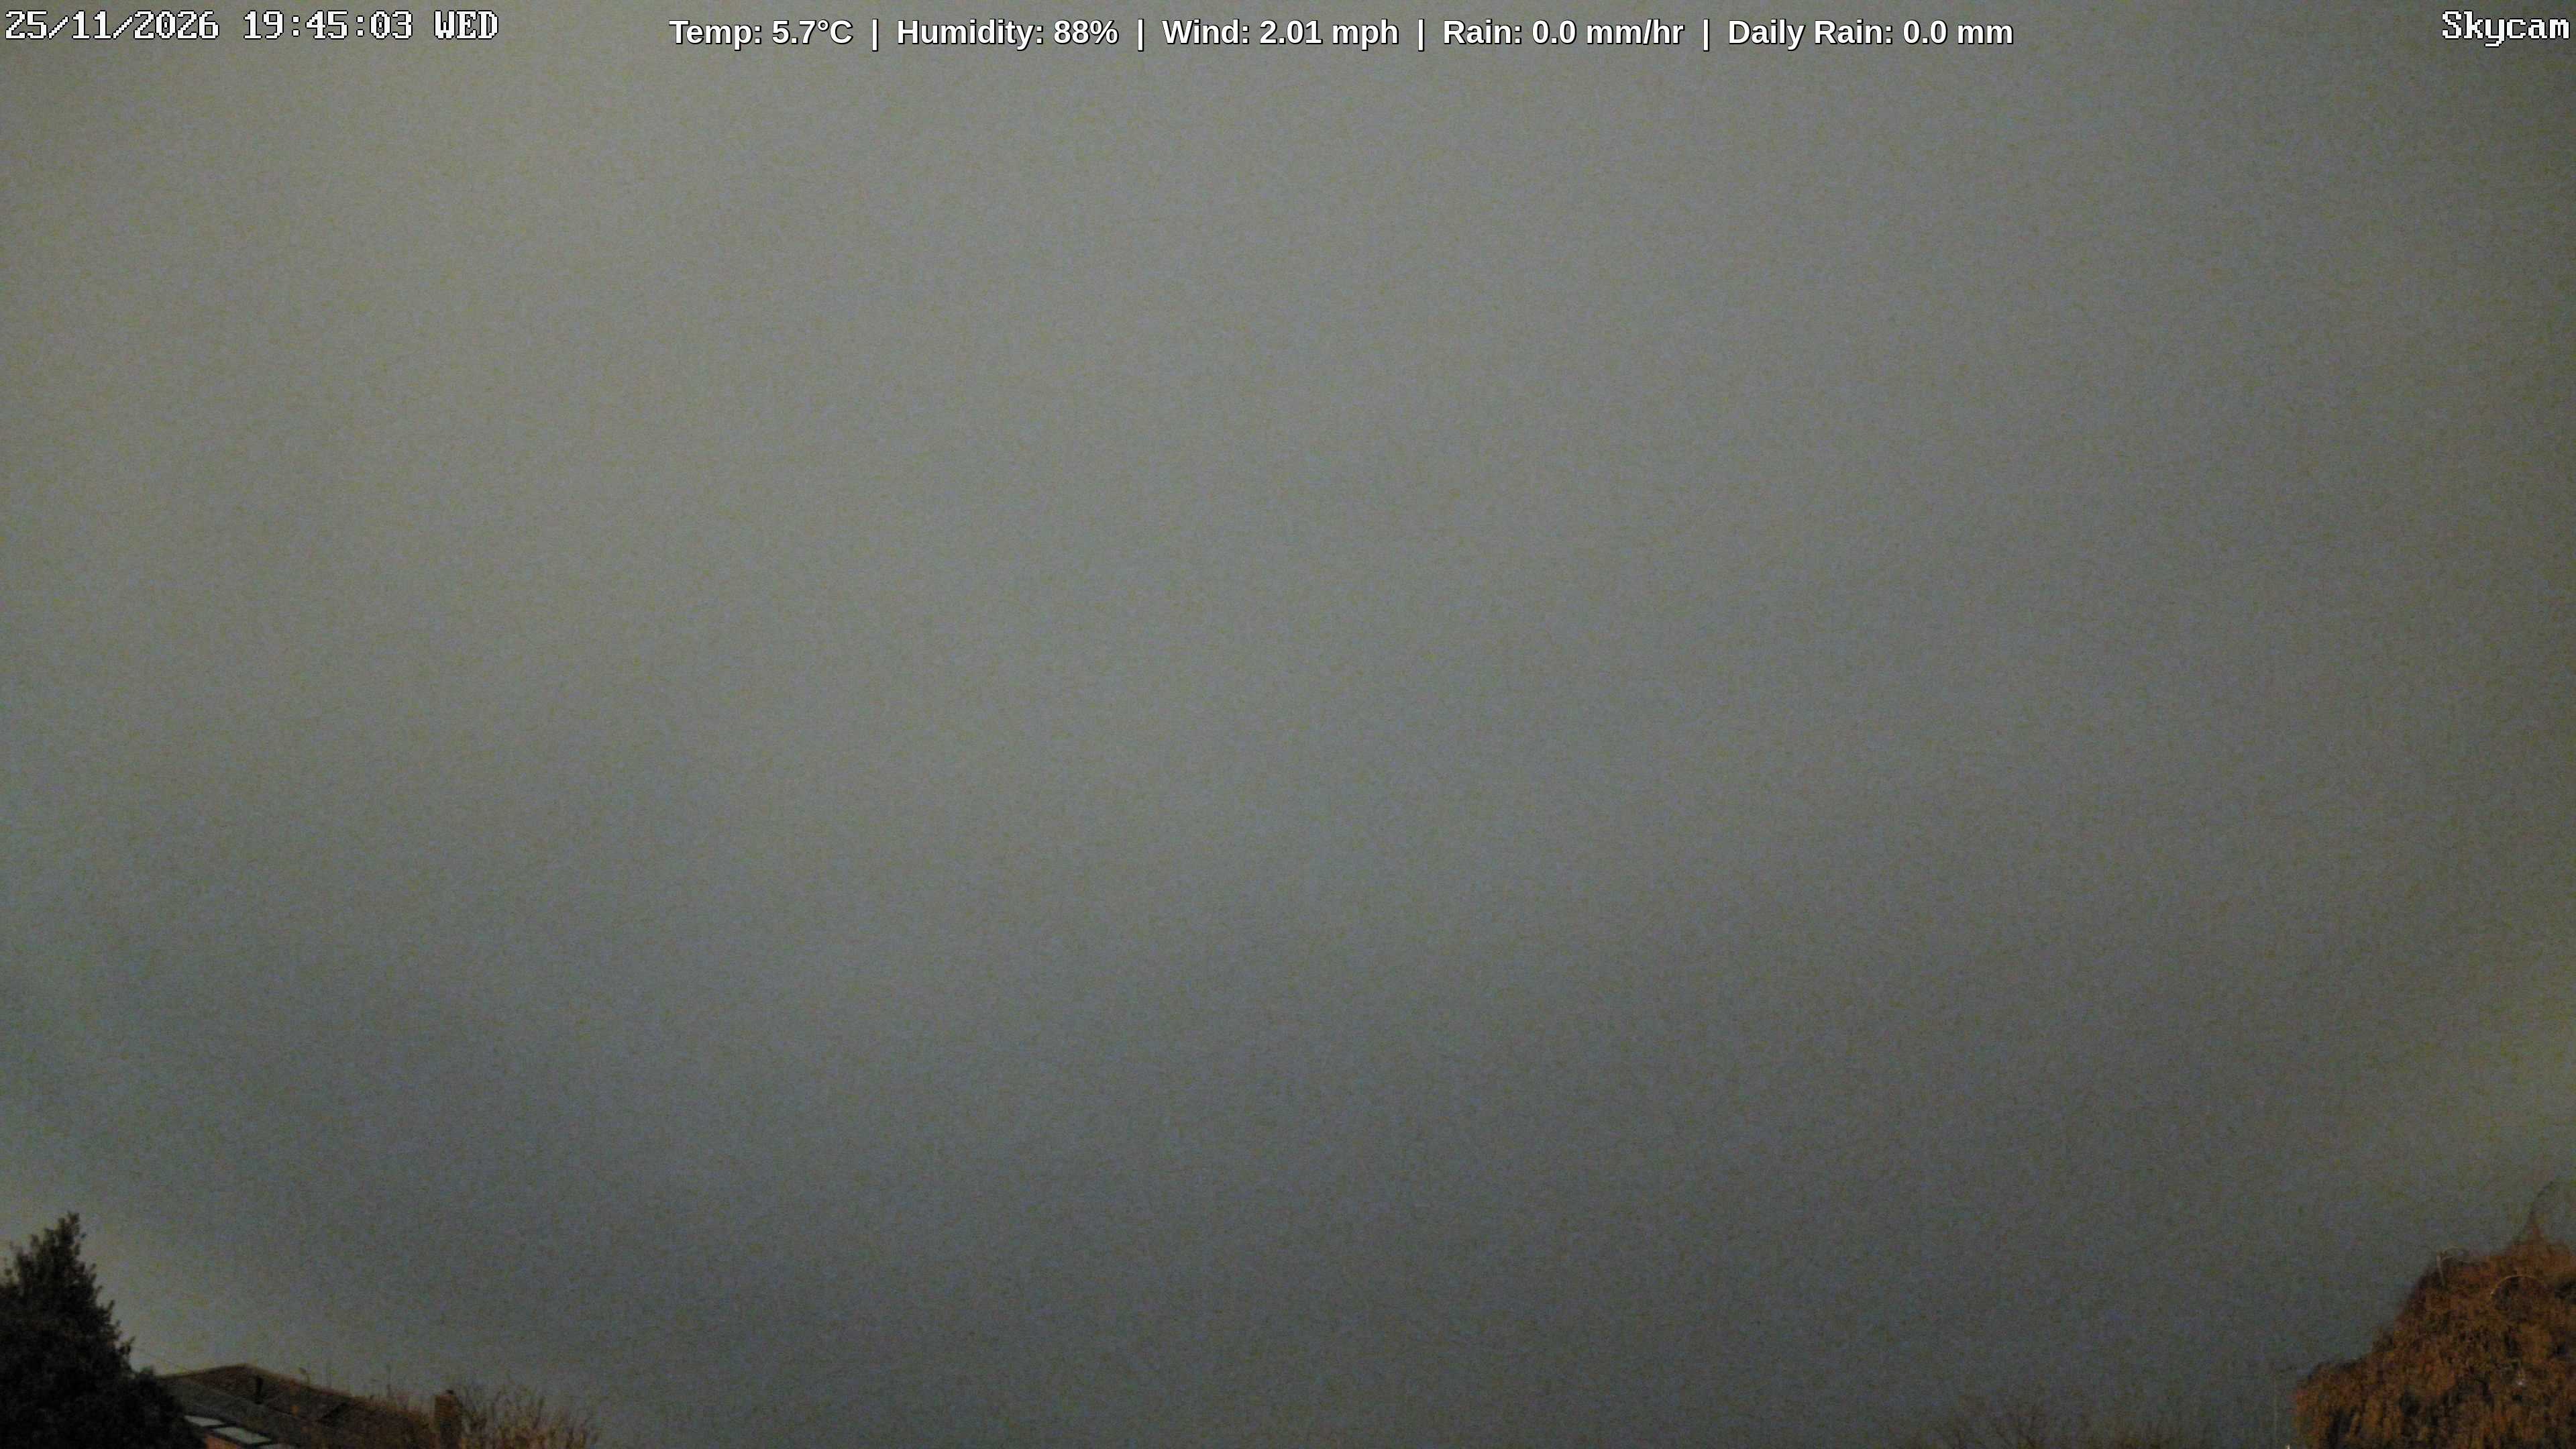 25/11/2026 19:45:03 WED
Temp: 5.7°C | Humidity: 88% | Wind: 2.01 mph | Rain: 0.0 mm/hr | Daily Rain: 0.0 mm
Skycam